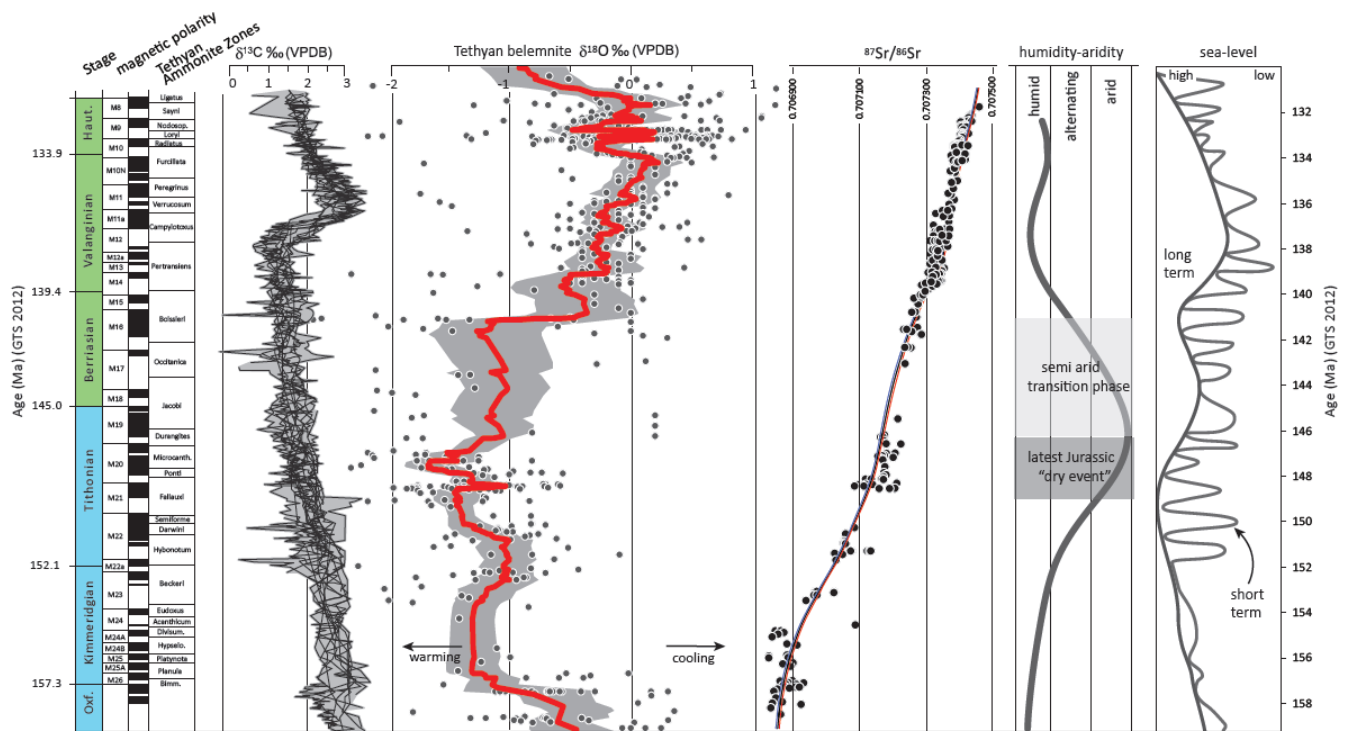 Stage
magnetic polarity
Tethyan
Ammonite Zones
δ¹³C ‰ (VPDB)
Tethyan belemnite δ¹⁸O ‰ (VPDB)
⁸⁷Sr/⁸⁶Sr
humidity-aridity
sea-level
0 1 2 3
-2 -1 0 1
0.706900
0.707100
0.707300
0.707500
humid
alternating
arid
high low
Age (Ma) (GTS 2012)
133.9
139.4
145.0
152.1
157.3
Haut.
Valanginian
Berriasian
Tithonian
Kimmeridgian
Oxf.
M8
M9
M10
M10N
M11
M11a
M12
M12a
M13
M14
M15
M16
M17
M18
M19
M20
M21
M22
M22a
M23
M24
M24A
M24B
M25
M25A
M26
Ligatus
Sayni
Nodosop.
Loryi
Radiatus
Furcillata
Peregrinus
Verrucosum
Campylotoxus
Pertransiens
Boissieri
Occitanica
Jacobi
Durangites
Microcanth.
Ponti
Fallauxi
Semiforme
Darwini
Hybonotum
Beckeri
Eudoxus
Acanthicum
Divisum.
Hypselo.
Platynota
Planula
Bimm.
warming
cooling
semi arid
transition phase
latest Jurassic
"dry event"
long
term
short
term
132
134
136
138
140
142
144
146
148
150
152
154
156
158
Age (Ma) (GTS 2012)